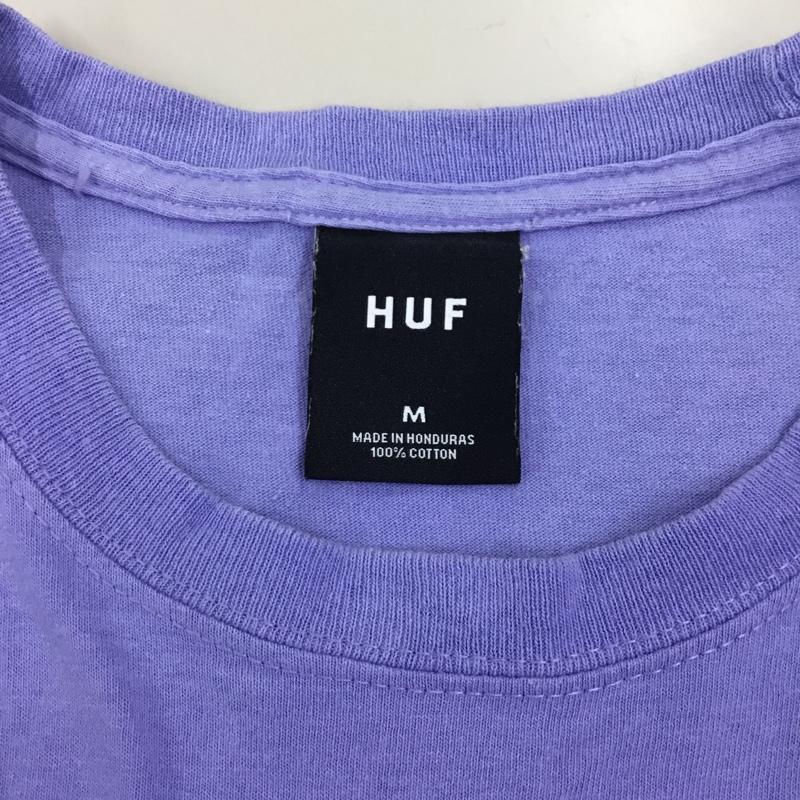 HUF
M
MADE IN HONDURAS
100% COTTON